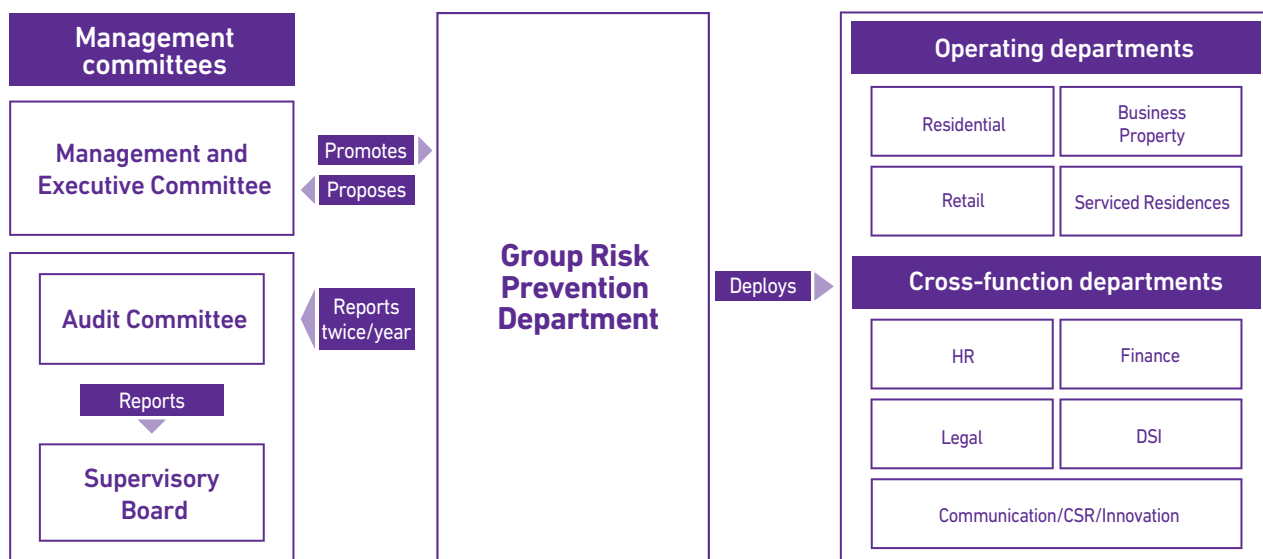 Management
committees
Management and
Executive Committee
Promotes
Proposes
Audit Committee
Reports
twice/year
Reports
Supervisory
Board
Group Risk
Prevention
Department
Deploys
Operating departments
Residential
Business
Property
Retail
Serviced Residences
Cross-function departments
HR
Finance
Legal
DSI
Communication/CSR/Innovation